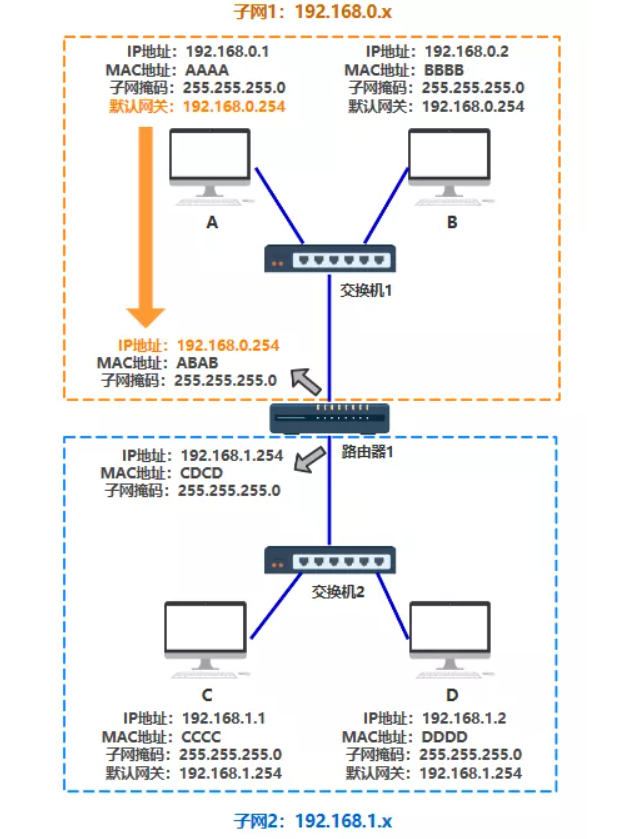 子网1：192.168.0.x
IP地址：192.168.0.1
MAC地址：AAAA
子网掩码：255.255.255.0
默认网关：192.168.0.254
IP地址：192.168.0.2
MAC地址：BBBB
子网掩码：255.255.255.0
默认网关：192.168.0.254
A
B
交换机1
IP地址：192.168.0.254
MAC地址：ABAB
子网掩码：255.255.255.0
路由器1
IP地址：192.168.1.254
MAC地址：CDCD
子网掩码：255.255.255.0
交换机2
C
D
IP地址：192.168.1.1
MAC地址：CCCC
子网掩码：255.255.255.0
默认网关：192.168.1.254
IP地址：192.168.1.2
MAC地址：DDDD
子网掩码：255.255.255.0
默认网关：192.168.1.254
子网2：192.168.1.x